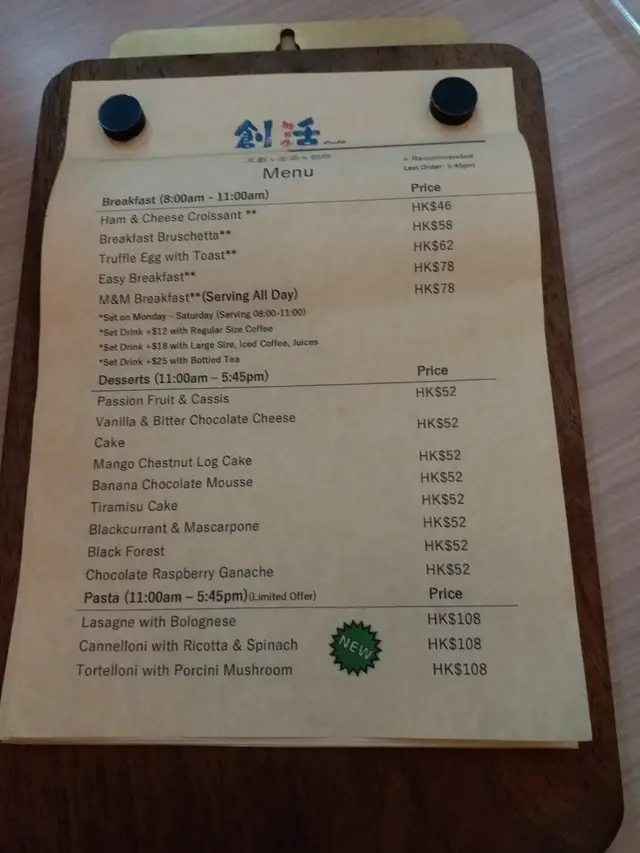 創 活 Cafe
Menu
Recommended
Last Order: 5:45pm
Breakfast (8:00am - 11:00am) Price
Ham & Cheese Croissant ** HK$46
Breakfast Bruschetta** HK$58
Truffle Egg with Toast** HK$62
Easy Breakfast** HK$78
M&M Breakfast**(Serving All Day) HK$78
*Set on Monday – Saturday (Serving 08:00-11:00)
*Set Drink +$12 with Regular Size Coffee
*Set Drink +$18 with Large Size, Iced Coffee, Juices
*Set Drink +$25 with Bottled Tea
Desserts (11:00am – 5:45pm) Price
Passion Fruit & Cassis HK$52
Vanilla & Bitter Chocolate Cheese HK$52
Cake
Mango Chestnut Log Cake HK$52
Banana Chocolate Mousse HK$52
Tiramisu Cake HK$52
Blackcurrant & Mascarpone HK$52
Black Forest HK$52
Chocolate Raspberry Ganache HK$52
Pasta (11:00am – 5:45pm)(Limited Offer) Price
Lasagne with Bolognese HK$108
Cannelloni with Ricotta & Spinach HK$108
NEW
Tortelloni with Porcini Mushroom HK$108